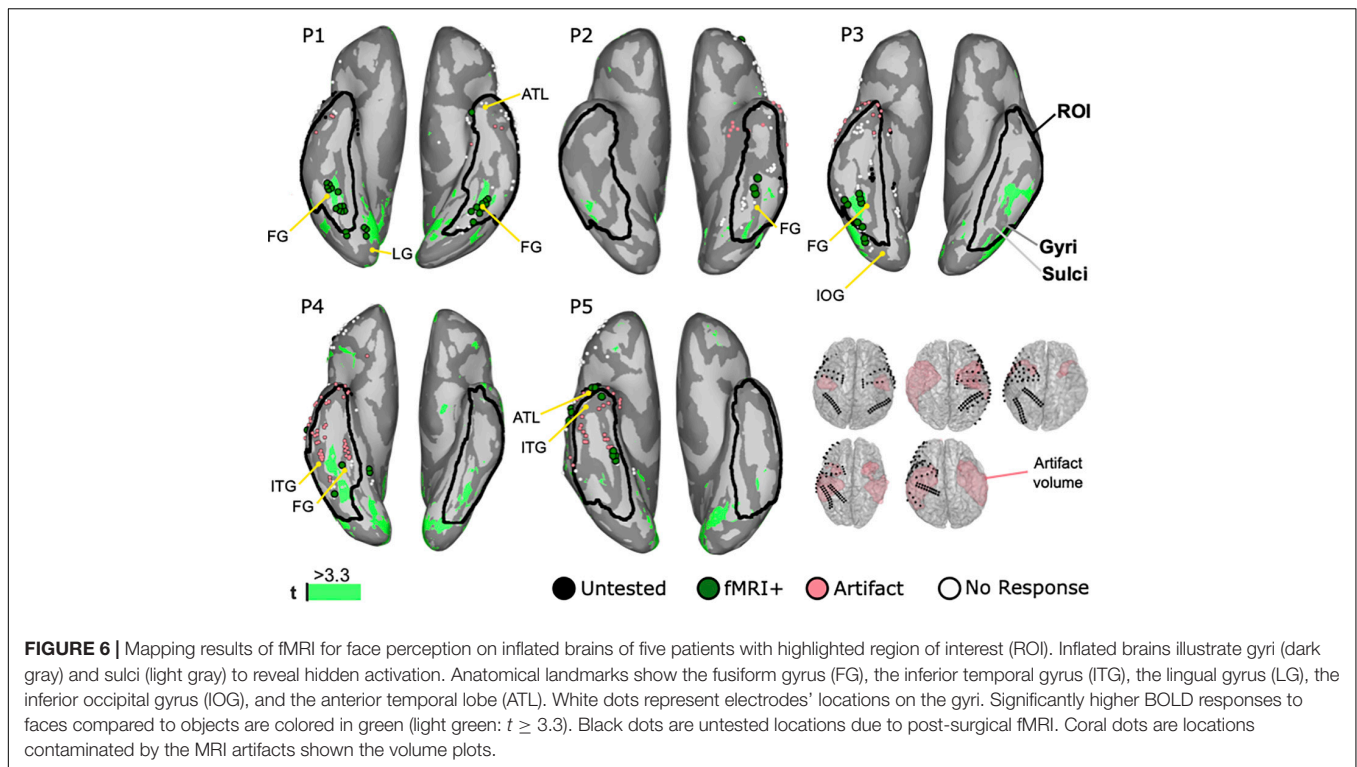 P1
P2
P3
ATL
ROI
FG
LG
FG
FG
FG
IOG
Gyri
Sulci
P4
P5
ATL
ITG
ITG
FG
Artifact
volume
>3.3
t
Untested
fMRI+
Artifact
No Response
FIGURE 6 | Mapping results of fMRI for face perception on inflated brains of five patients with highlighted region of interest (ROI). Inflated brains illustrate gyri (dark
gray) and sulci (light gray) to reveal hidden activation. Anatomical landmarks show the fusiform gyrus (FG), the inferior temporal gyrus (ITG), the lingual gyrus (LG), the
inferior occipital gyrus (IOG), and the anterior temporal lobe (ATL). White dots represent electrodes' locations on the gyri. Significantly higher BOLD responses to
faces compared to objects are colored in green (light green: t ≥ 3.3). Black dots are untested locations due to post-surgical fMRI. Coral dots are locations
contaminated by the MRI artifacts shown the volume plots.